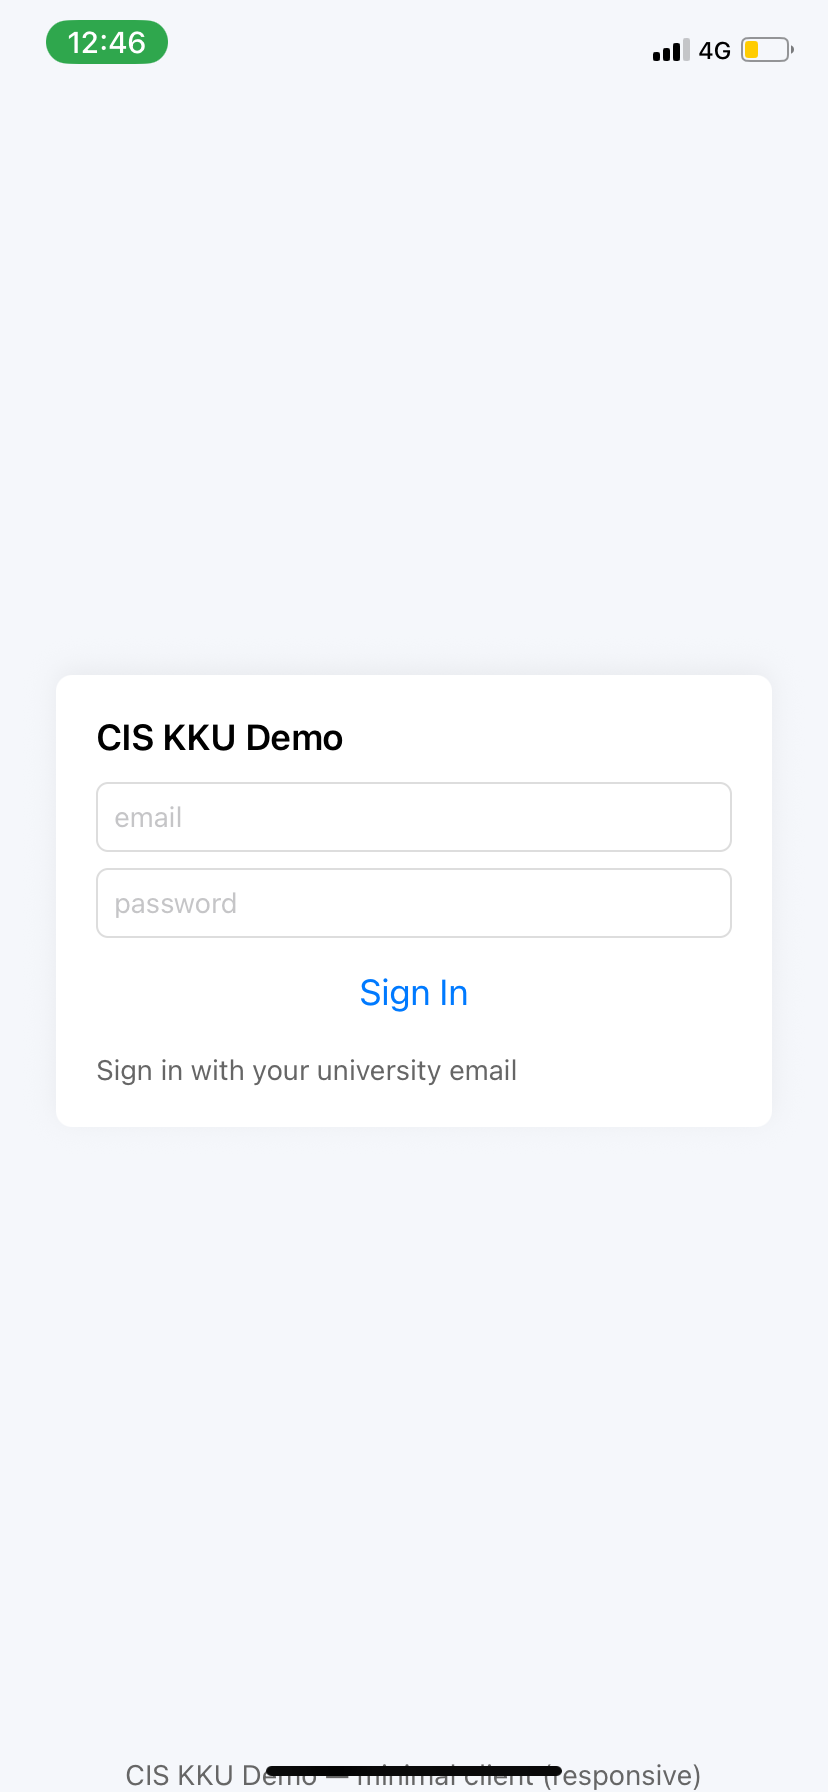 12:46
4G
CIS KKU Demo
email
password
Sign In
Sign in with your university email
CIS KKU Demo — minimal client (responsive)